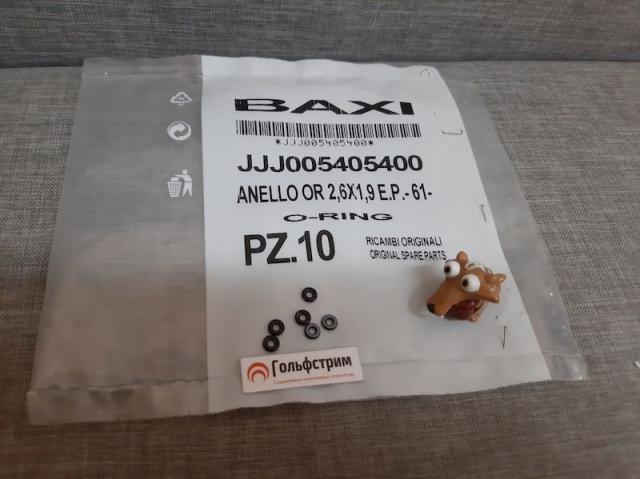 BAXI
*JJJ005405400*
JJJ005405400
ANELLO OR 2,6X1,9 E.P.- 61-
O-RING
PZ.10
RICAMBI ORIGINALI
ORIGINAL SPARE PARTS
Гольфстрим